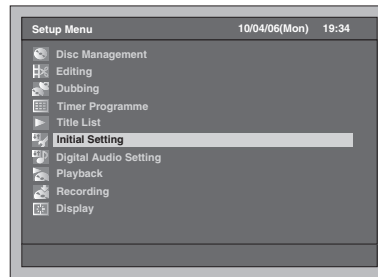 Setup Menu 10/04/06(Mon) 19:34
Disc Management
Editing
Dubbing
Timer Programme
Title List
Initial Setting
Digital Audio Setting
Playback
Recording
Display